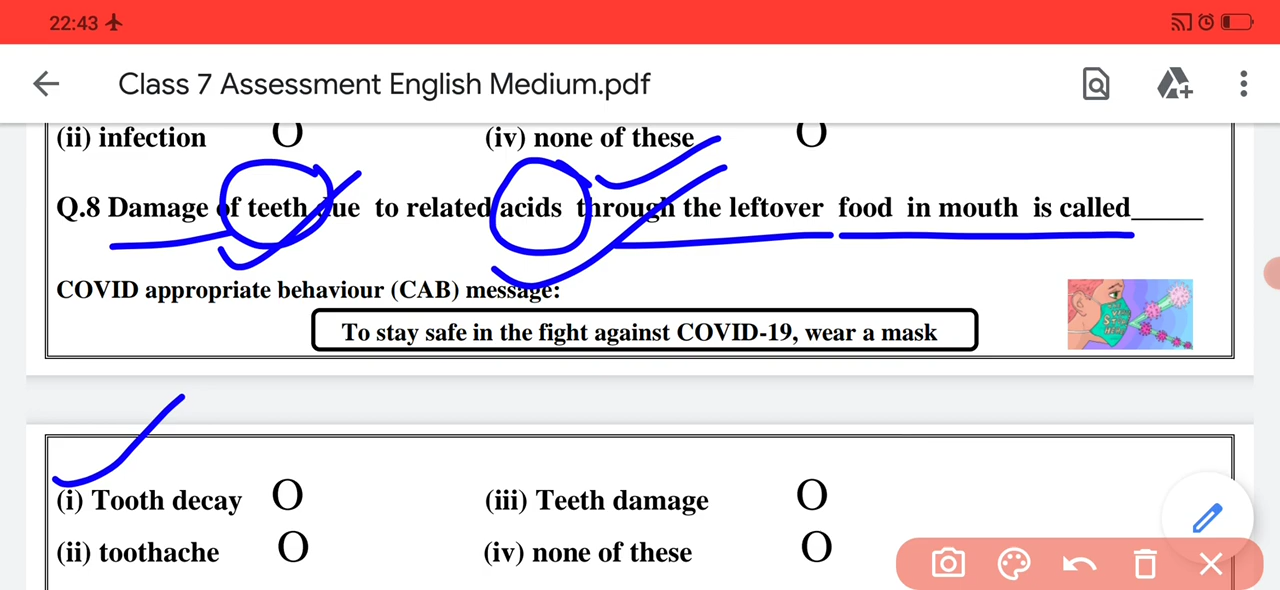 22:43
Class 7 Assessment English Medium.pdf
(ii) infection O (iv) none of these O
Q.8 Damage of teeth due to related acids through the leftover food in mouth is called_____
COVID appropriate behaviour (CAB) message:
To stay safe in the fight against COVID-19, wear a mask
(i) Tooth decay O (iii) Teeth damage O
(ii) toothache O (iv) none of these O